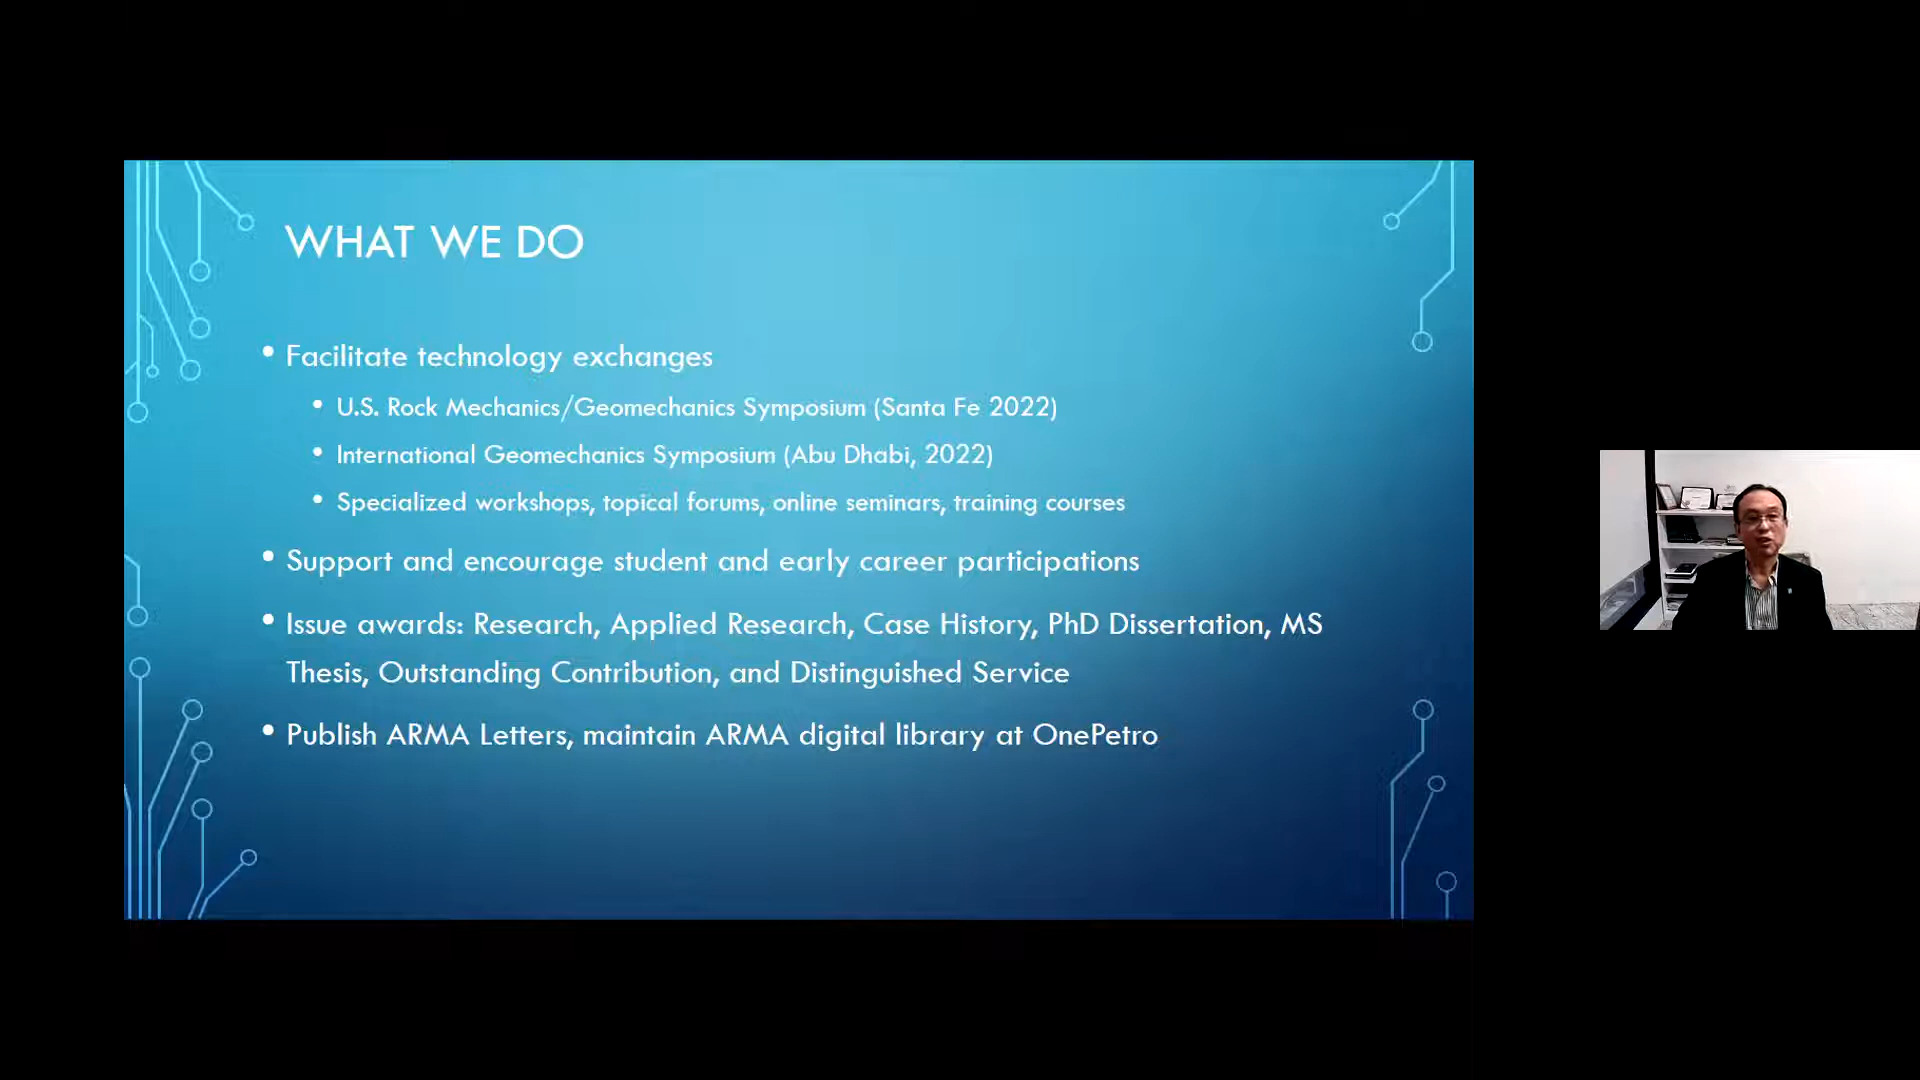 WHAT WE DO
• Facilitate technology exchanges
• U.S. Rock Mechanics/Geomechanics Symposium (Santa Fe 2022)
• International Geomechanics Symposium (Abu Dhabi, 2022)
• Specialized workshops, topical forums, online seminars, training courses
• Support and encourage student and early career participations
• Issue awards: Research, Applied Research, Case History, PhD Dissertation, MS
Thesis, Outstanding Contribution, and Distinguished Service
• Publish ARMA Letters, maintain ARMA digital library at OnePetro